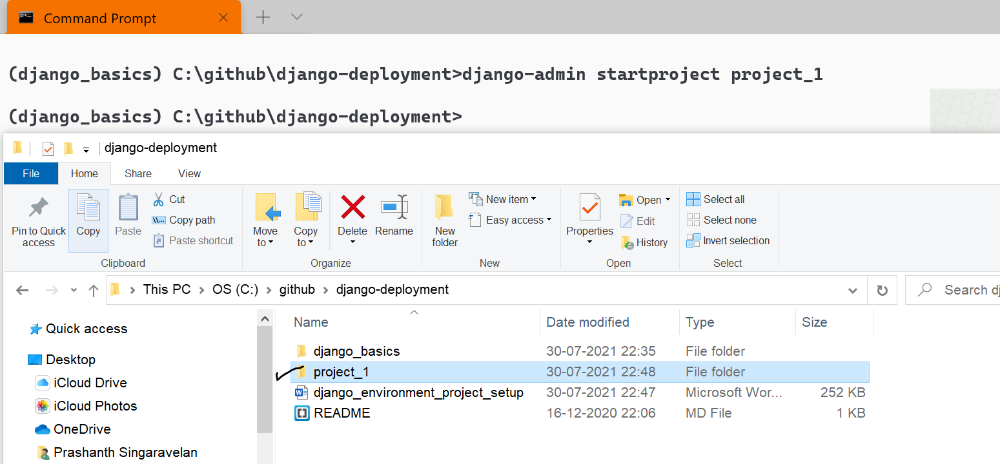 Command Prompt
(django_basics) C:\github\django-deployment>django-admin startproject project_1
(django_basics) C:\github\django-deployment>
django-deployment
File Home Share View
Pin to Quick access
Copy
Paste
Cut
Copy path
Paste shortcut
Clipboard
Move to
Copy to
Delete
Rename
Organize
New folder
New item
Easy access
New
Properties
Open
Edit
History
Open
Select all
Select none
Invert selection
Select
This PC > OS (C:) > github > django-deployment
Search dj
Quick access
Desktop
iCloud Drive
iCloud Photos
OneDrive
Prashanth Singaravelan
Name Date modified Type Size
django_basics 30-07-2021 22:35 File folder
project_1 30-07-2021 22:48 File folder
django_environment_project_setup 30-07-2021 22:47 Microsoft Wor... 252 KB
README 16-12-2020 22:06 MD File 1 KB